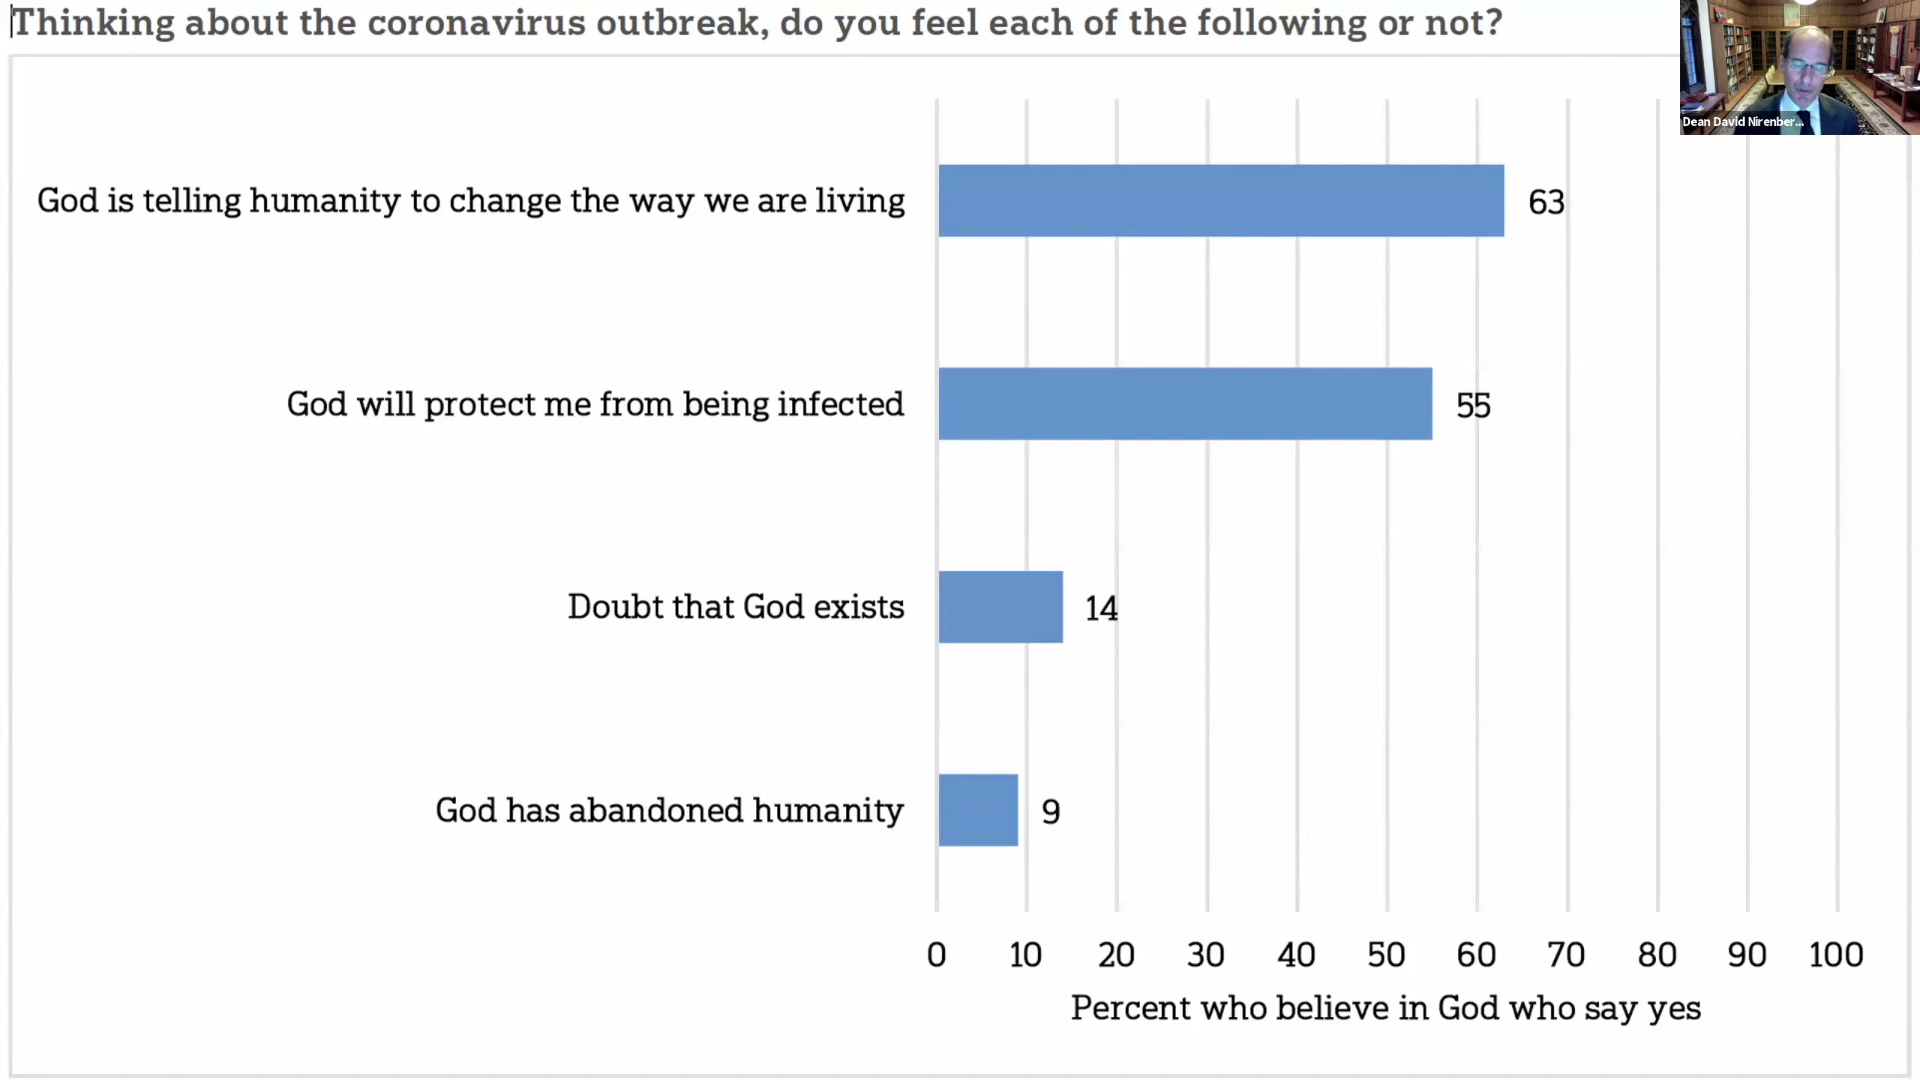 Thinking about the coronavirus outbreak, do you feel each of the following or not?
Dean David Nirenber...
God is telling humanity to change the way we are living
63
God will protect me from being infected
55
Doubt that God exists
14
God has abandoned humanity
9
0 10 20 30 40 50 60 70 80 90 100
Percent who believe in God who say yes